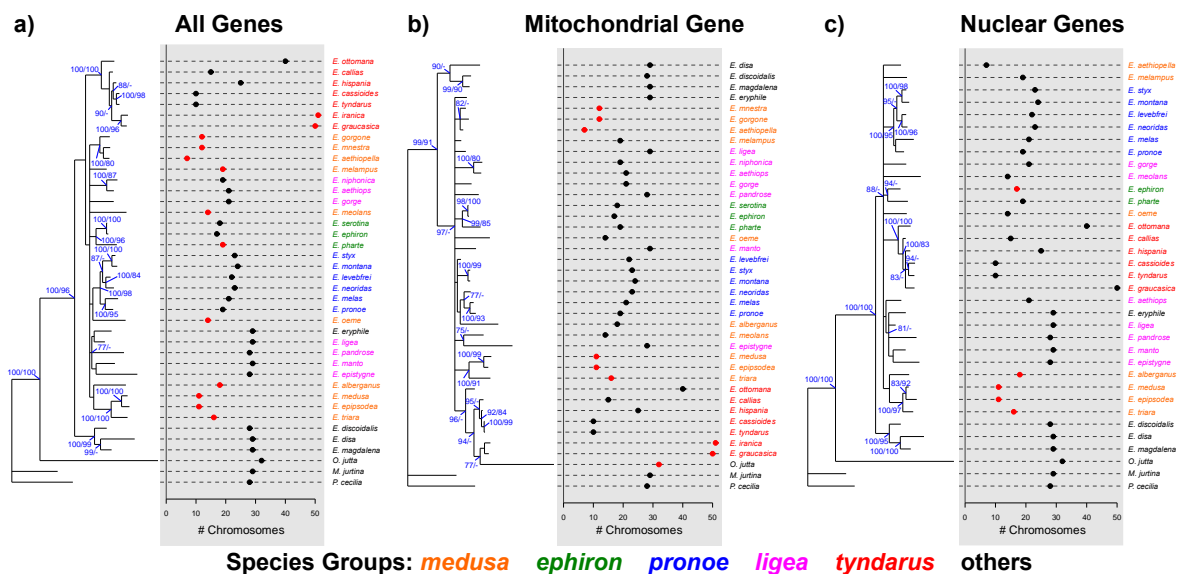 a) All Genes
b) Mitochondrial Gene
c) Nuclear Genes
100/100
88/-
100/98
90/-
100/96
100/80
100/87
100/100
100/96
100/100
87/-
100/84
100/98
100/95
100/96
77/-
100/100
100/100
100/100
100/99
99/-
E. ottomana
E. callias
E. hispania
E. cassioides
E. tyndarus
E. iranica
E. graucasica
E. gorgone
E. mnestra
E. aethiopella
E. melampus
E. niphonica
E. aethiops
E. gorge
E. meolans
E. serotina
E. ephiron
E. pharte
E. styx
E. montana
E. levebfrei
E. neoridas
E. melas
E. pronoe
E. oeme
E. eryphile
E. ligea
E. pandrose
E. manto
E. epistygne
E. alberganus
E. medusa
E. epipsodea
E. triara
E. discoidalis
E. disa
E. magdalena
O. jutta
M. jurtina
P. cecilia
0 10 20 30 40 50
# Chromosomes
90/-
99/90
82/-
99/91
100/80
98/100
99/85
97/-
100/99
77/-
100/93
75/-
100/99
100/91
95/-
92/84
100/99
96/-
94/-
77/-
E. disa
E. discoidalis
E. magdalena
E. eryphile
E. mnestra
E. gorgone
E. aethiopella
E. melampus
E. ligea
E. niphonica
E. aethiops
E. gorge
E. pandrose
E. serotina
E. ephiron
E. pharte
E. oeme
E. manto
E. levebfrei
E. styx
E. montana
E. neoridas
E. melas
E. pronoe
E. alberganus
E. meolans
E. epistygne
E. medusa
E. epipsodea
E. triara
E. ottomana
E. callias
E. hispania
E. cassioides
E. tyndarus
E. iranica
E. graucasica
O. jutta
M. jurtina
P. cecilia
0 10 20 30 40 50
# Chromosomes
100/98
95/-
100/95
100/96
94/-
88/-
100/100
100/83
94/-
83/-
100/100
81/-
100/100
83/92
100/97
100/95
100/100
E. aethiopella
E. melampus
E. styx
E. montana
E. levebfrei
E. neoridas
E. melas
E. pronoe
E. gorge
E. meolans
E. ephiron
E. pharte
E. oeme
E. ottomana
E. callias
E. hispania
E. cassioides
E. tyndarus
E. graucasica
E. aethiops
E. eryphile
E. ligea
E. pandrose
E. manto
E. epistygne
E. alberganus
E. medusa
E. epipsodea
E. triara
E. discoidalis
E. disa
E. magdalena
O. jutta
M. jurtina
P. cecilia
0 10 20 30 40 50
# Chromosomes
Species Groups: medusa ephiron pronoe ligea tyndarus others